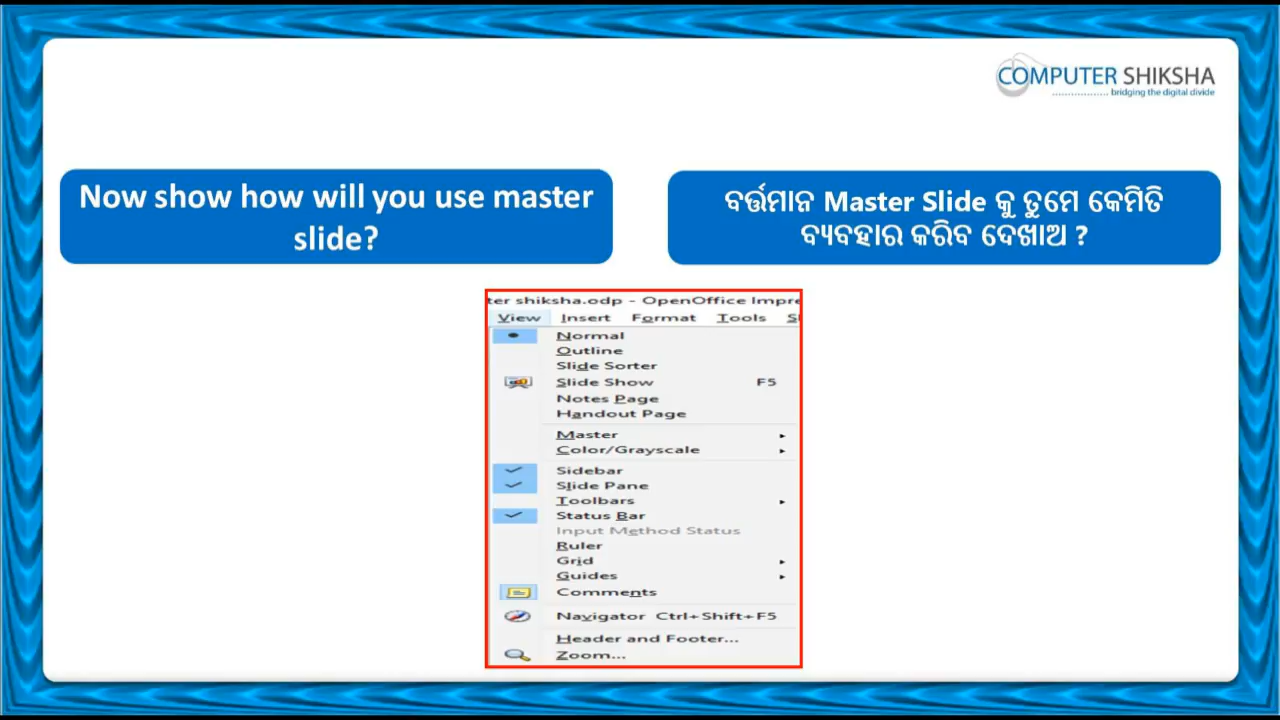 COMPUTER SHIKSHA
bridging the digital divide
Now show how will you use master
slide?
ବର୍ତ୍ତମାନ Master Slide କୁ ତୁମେ କେମିତି
ବ୍ୟବହାର କରିବ ଦେଖାଅ ?
ter shiksha.odp - OpenOffice Impre
View Insert Format Tools S
Normal
Outline
Slide Sorter
Slide Show F5
Notes Page
Handout Page
Master
Color/Grayscale
Sidebar
Slide Pane
Toolbars
Status Bar
Input Method Status
Ruler
Grid
Guides
Comments
Navigator Ctrl+Shift+F5
Header and Footer...
Zoom...